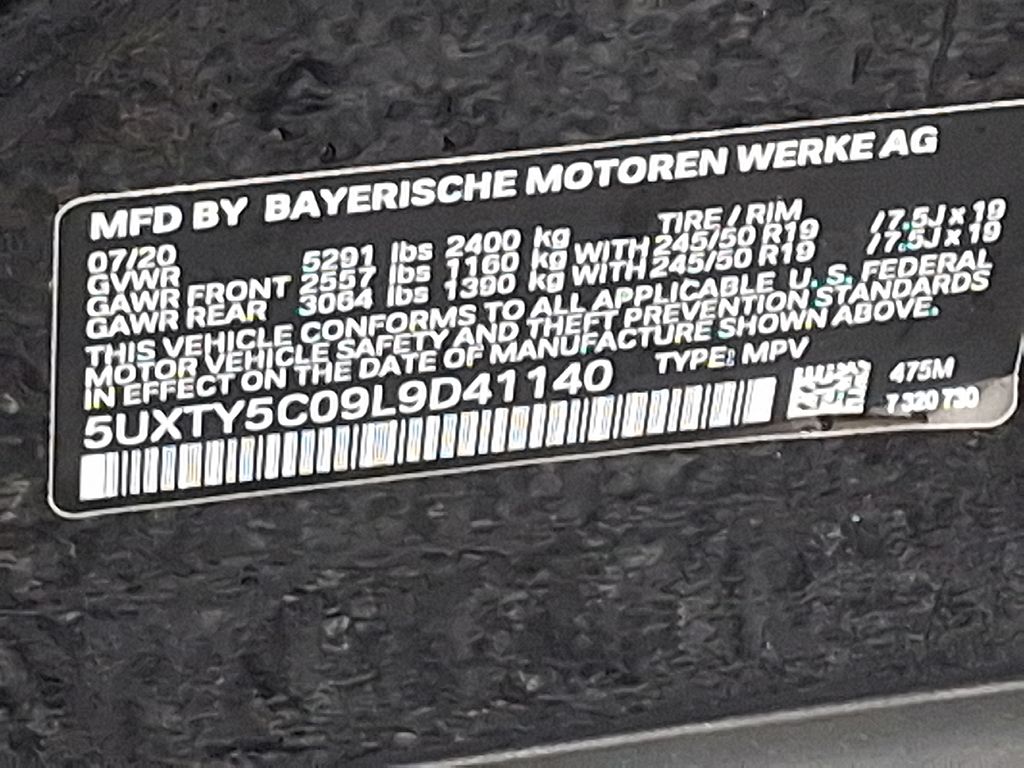 MFD BY BAYERISCHE MOTOREN WERKE AG
07/20 TIRE / RIM
GVWR 5291 lbs 2400 kg
GAWR FRONT 2557 lbs 1160 kg WITH 245/50 R19 / 7.5J x 19
GAWR REAR 3064 lbs 1390 kg WITH 245/50 R19 / 7.5J x 19
THIS VEHICLE CONFORMS TO ALL APPLICABLE U. S. FEDERAL
MOTOR VEHICLE SAFETY AND THEFT PREVENTION STANDARDS
IN EFFECT ON THE DATE OF MANUFACTURE SHOWN ABOVE.
5UXTY5C09L9D41140 TYPE: MPV
475M
7 320 730